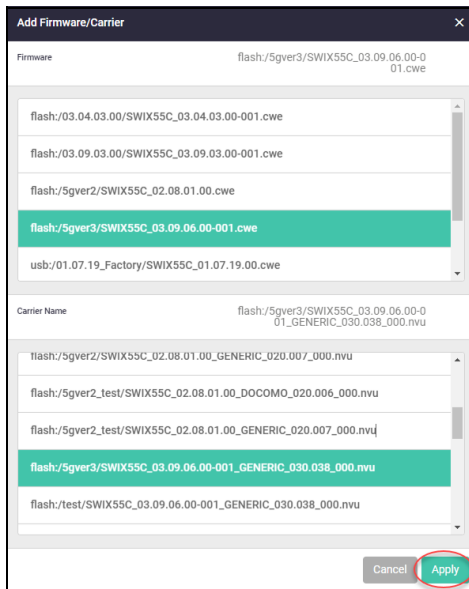 Add Firmware/Carrier
Firmware
flash:/5gver3/SWIX55C_03.09.06.00-0
01.cwe
flash:/03.04.03.00/SWIX55C_03.04.03.00-001.cwe
flash:/03.09.03.00/SWIX55C_03.09.03.00-001.cwe
flash:/5gver2/SWIX55C_02.08.01.00.cwe
flash:/5gver3/SWIX55C_03.09.06.00-001.cwe
usb:/01.07.19_Factory/SWIX55C_01.07.19.00.cwe
Carrier Name
flash:/5gver3/SWIX55C_03.09.06.00-0
01_GENERIC_030.038_000.nvu
flash:/5gver2/SWIX55C_02.08.01.00_GENERIC_020.007_000.nvu
flash:/5gver2_test/SWIX55C_02.08.01.00_DOCOMO_020.006_000.nvu
flash:/5gver2_test/SWIX55C_02.08.01.00_GENERIC_020.007_000.nvu
flash:/5gver3/SWIX55C_03.09.06.00-001_GENERIC_030.038_000.nvu
flash:/test/SWIX55C_03.09.06.00-001_GENERIC_030.038_000.nvu
Cancel
Apply